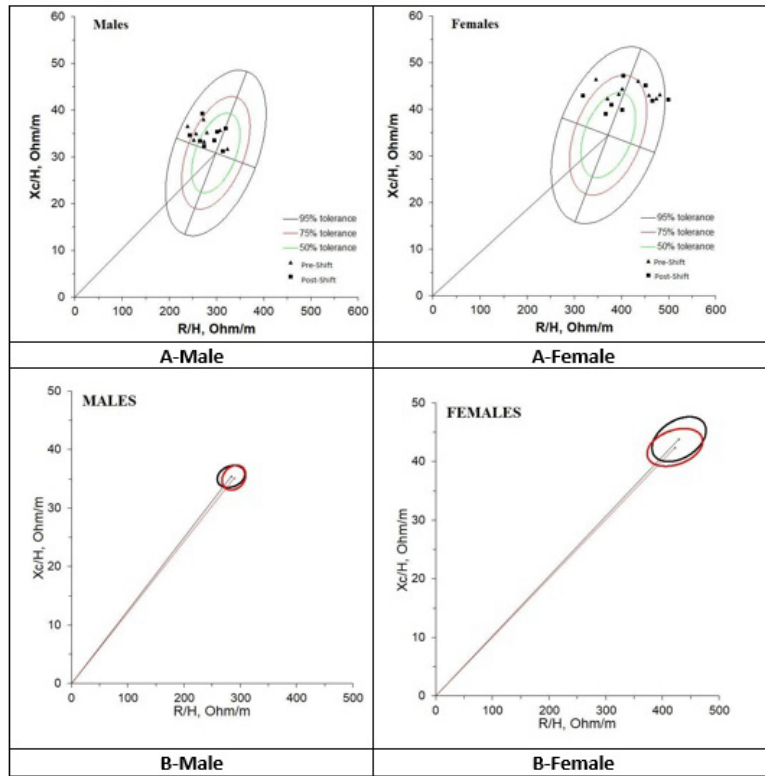 Males
60
50
40
30
20
10
0
Xc/H, Ohm/m
95% tolerance
75% tolerance
50% tolerance
Pre-Shift
Post-Shift
0 100 200 300 400 500 600
R/H, Ohm/m
A-Male
Females
60
50
40
30
20
10
0
Xc/H, Ohm/m
95% tolerance
75% tolerance
50% tolerance
Pre-Shift
Post-Shift
0 100 200 300 400 500 600
R/H, Ohm/m
A-Female
MALES
50
40
30
20
10
0
Xc/H, Ohm/m
0 100 200 300 400 500
R/H, Ohm/m
B-Male
FEMALES
50
40
30
20
10
0
Xc/H, Ohm/m
0 100 200 300 400 500
R/H, Ohm/m
B-Female